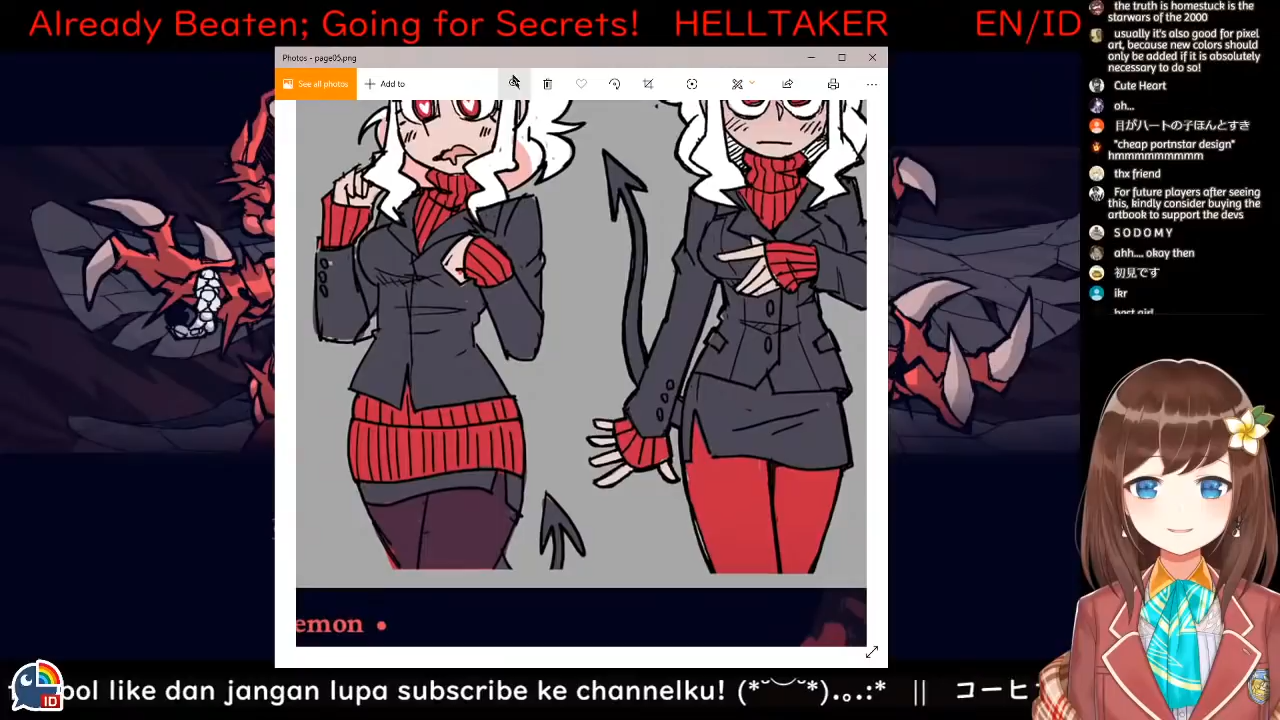 Already Beaten; Going for Secrets! HELLTAKER EN/ID
Photos - page05.png
See all photos
Add to
emon •
the truth is homestuck is the
starwars of the 2000
usually it's also good for pixel
art, because new colors should
only be added if it is absolutely
necessary to do so!
Cute Heart
oh...
目がハートの子ほんとすき
"cheap portnstar design"
hmmmmmmmmm
thx friend
For future players after seeing
this, kindly consider buying the
artbook to support the devs
S O D O M Y
ahh.... okay then
初見です
ikr
best girl
ool like dan jangan lupa subscribe ke channelku! (*˘︶˘*).。.:* || コーヒ
ID